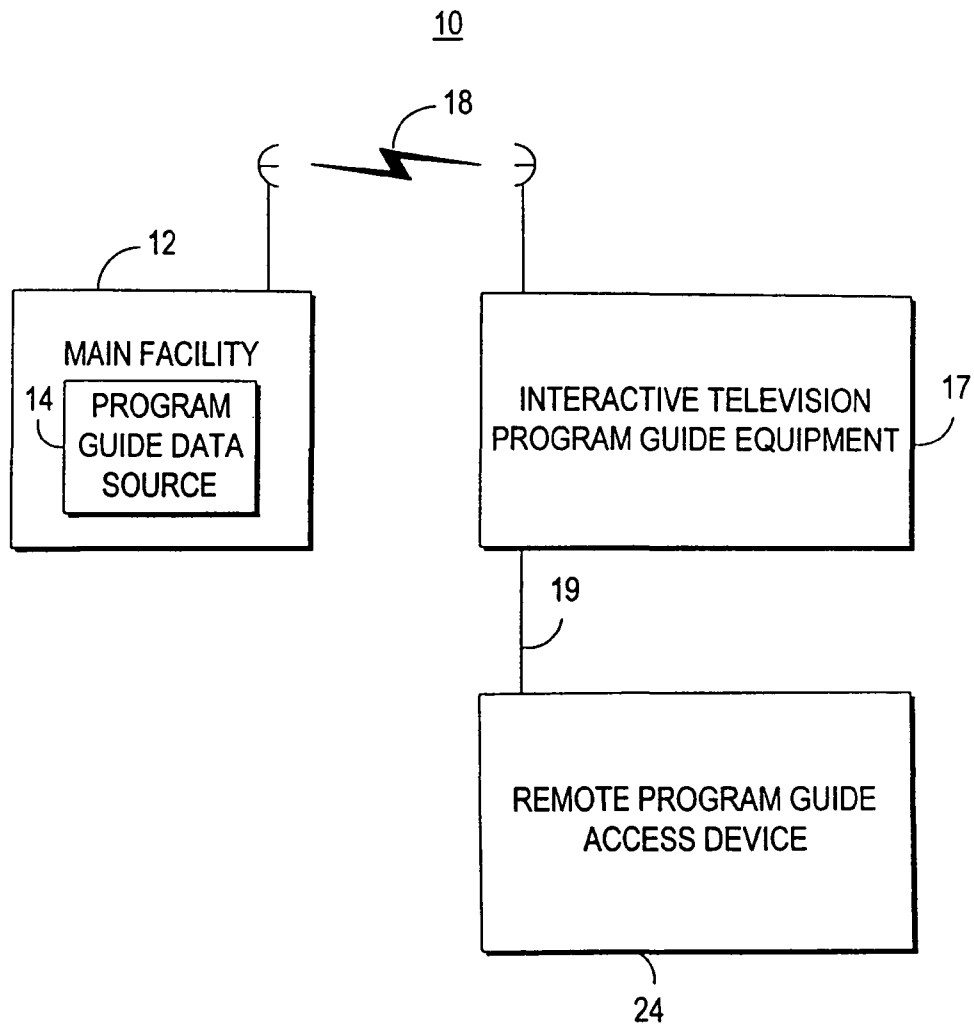 10
18
12
MAIN FACILITY
14
PROGRAM
GUIDE DATA
SOURCE
INTERACTIVE TELEVISION
PROGRAM GUIDE EQUIPMENT
17
19
REMOTE PROGRAM GUIDE
ACCESS DEVICE
24